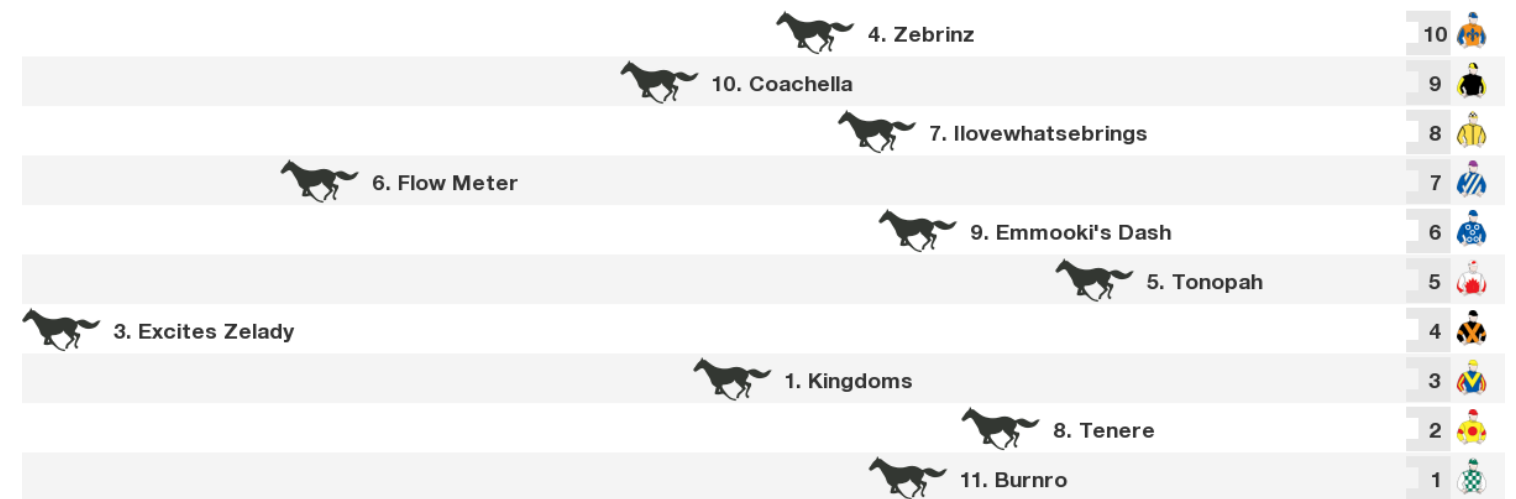 4. Zebrinz 10
10. Coachella 9
7. Ilovewhatsebrings 8
6. Flow Meter 7
9. Emmooki's Dash 6
5. Tonopah 5
3. Excites Zelady 4
1. Kingdoms 3
8. Tenere 2
11. Burnro 1